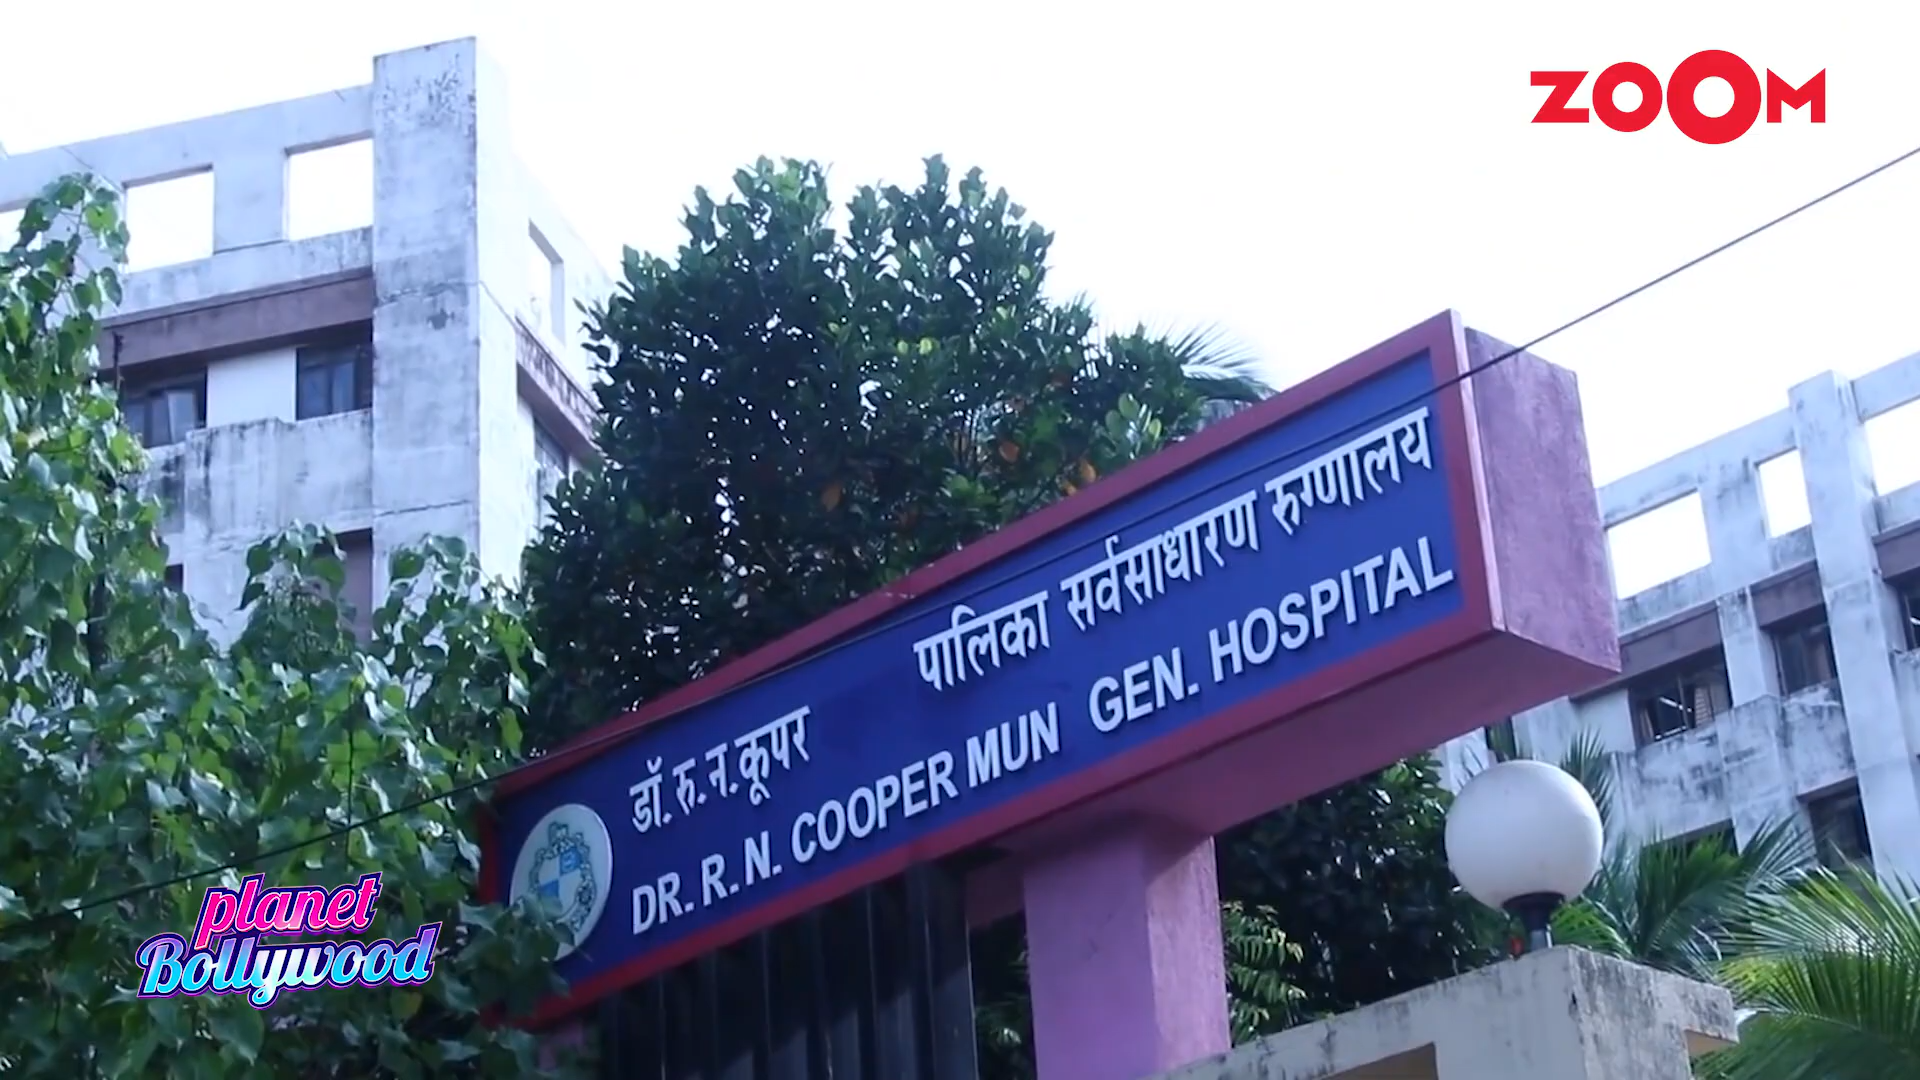 ZOOM
डॉ. रु. न. कूपर पालिका सर्वसाधारण रुग्णालय
DR. R. N. COOPER MUN GEN. HOSPITAL
planet
Bollywood